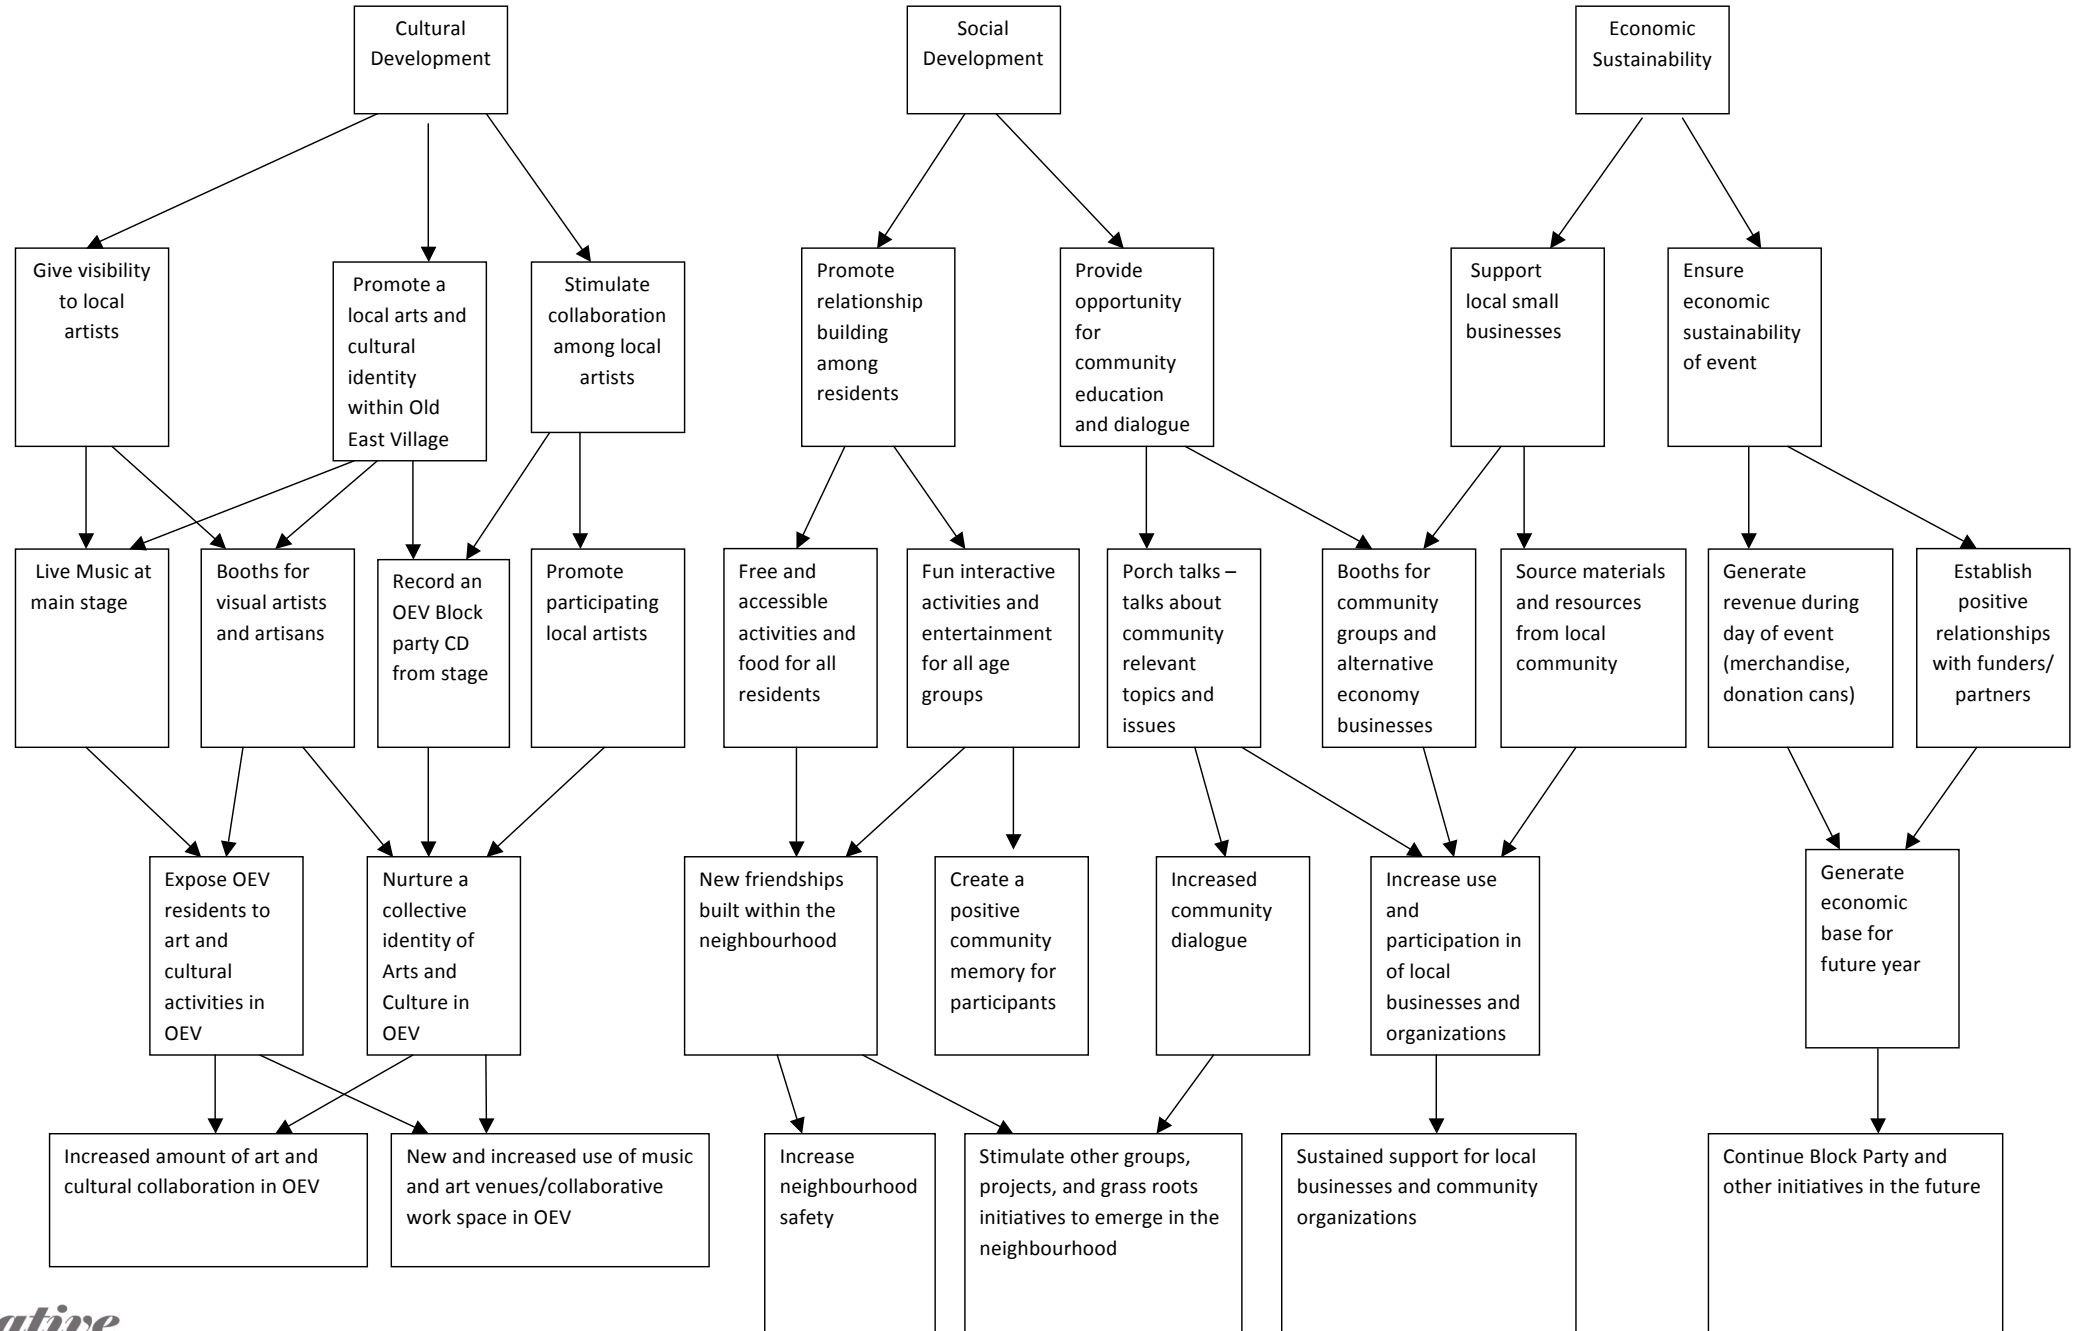 Cultural
Development
Social
Development
Economic
Sustainability
Give visibility
to local
artists
Promote a
local arts and
cultural
identity
within Old
East Village
Stimulate
collaboration
among local
artists
Promote
relationship
building
among
residents
Provide
opportunity
for
community
education
and dialogue
Support
local small
businesses
Ensure
economic
sustainability
of event
Live Music at
main stage
Booths for
visual artists
and artisans
Record an
OEV Block
party CD
from stage
Promote
participating
local artists
Free and
accessible
activities and
food for all
residents
Fun interactive
activities and
entertainment
for all age
groups
Porch talks –
talks about
community
relevant
topics and
issues
Booths for
community
groups and
alternative
economy
businesses
Source materials
and resources
from local
community
Generate
revenue during
day of event
(merchandise,
donation cans)
Establish
positive
relationships
with funders/
partners
Expose OEV
residents to
art and
cultural
activities in
OEV
Nurture a
collective
identity of
Arts and
Culture in
OEV
New friendships
built within the
neighbourhood
Create a
positive
community
memory for
participants
Increased
community
dialogue
Increase use
and
participation in
of local
businesses and
organizations
Generate
economic
base for
future year
Increased amount of art and
cultural collaboration in OEV
New and increased use of music
and art venues/collaborative
work space in OEV
Increase
neighbourhood
safety
Stimulate other groups,
projects, and grass roots
initiatives to emerge in the
neighbourhood
Sustained support for local
businesses and community
organizations
Continue Block Party and
other initiatives in the future
ative